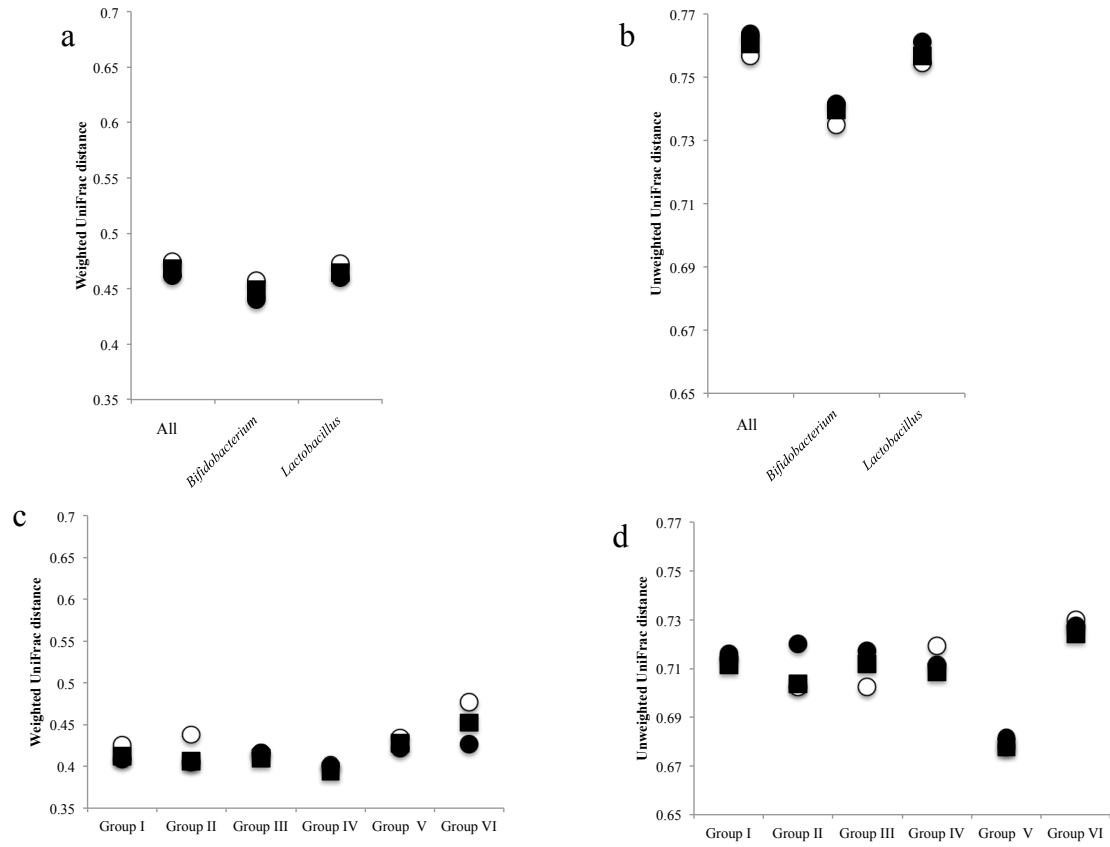 a
0.7
0.65
0.6
0.55
0.5
0.45
0.4
0.35
Weighted UniFrac distance
All
Bifidobacterium
Lactobacillus
b
0.77
0.75
0.73
0.71
0.69
0.67
0.65
Unweighted UniFrac distance
All
Bifidobacterium
Lactobacillus
c
0.7
0.65
0.6
0.55
0.5
0.45
0.4
0.35
Weighted UniFrac distance
Group I Group II Group III Group IV Group V Group VI
d
0.77
0.75
0.73
0.71
0.69
0.67
0.65
Unweighted UniFrac distance
Group I Group II Group III Group IV Group V Group VI